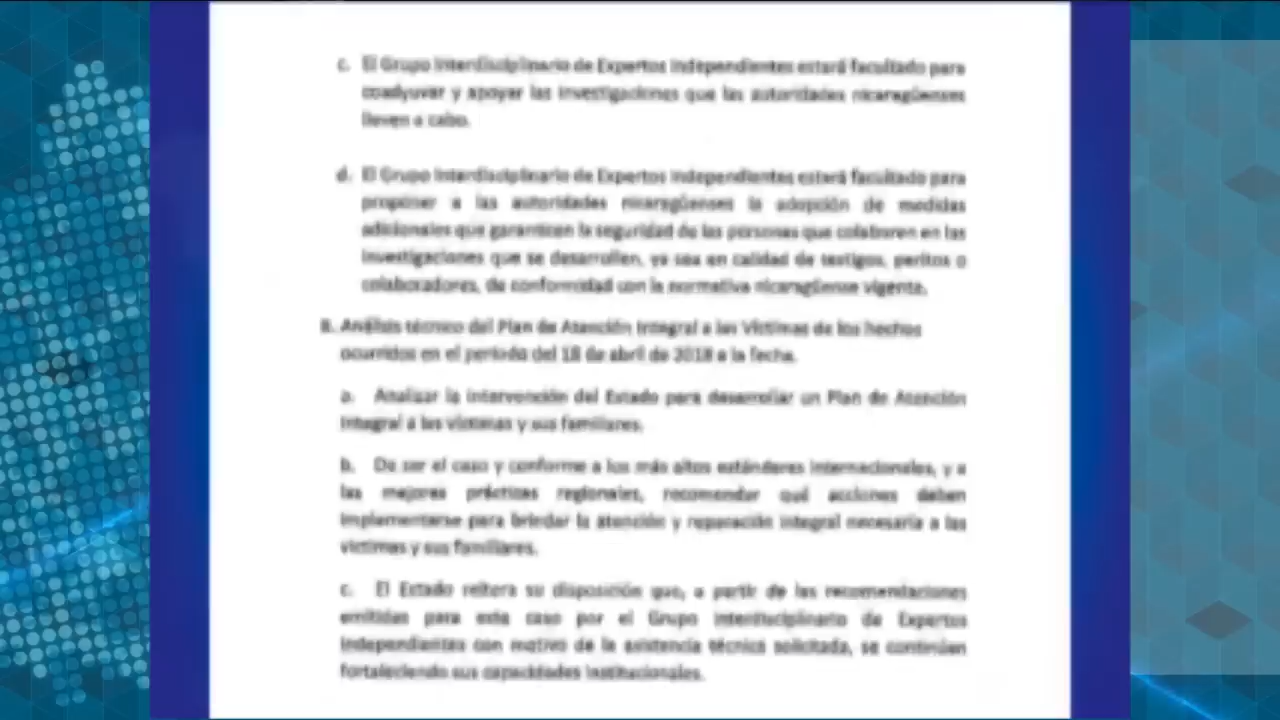 c. El Grupo Interdisciplinario de Expertos Independientes estará facultado para
coadyuvar y apoyar las investigaciones que las autoridades nicaragüenses
lleven a cabo.
d. El Grupo Interdisciplinario de Expertos Independientes estará facultado para
proponer a las autoridades nicaragüenses la adopción de medidas
adicionales que garanticen la seguridad de las personas que colaboren en las
investigaciones que se desarrollen, ya sea en calidad de testigos, peritos o
colaboradores, de conformidad con la normativa nicaragüense vigente.
B. Análisis técnico del Plan de Atención Integral a las Víctimas de los hechos
ocurridos en el período del 18 de abril de 2018 a la fecha.
a. Analizar la intervención del Estado para desarrollar un Plan de Atención
Integral a las víctimas y sus familiares.
b. De ser el caso y conforme a los más altos estándares internacionales, y a
las mejores prácticas regionales, recomendar qué acciones deben
implementarse para brindar la atención y reparación integral necesaria a las
víctimas y sus familiares.
c. El Estado reitera su disposición que, a partir de las recomendaciones
emitidas para este caso por el Grupo Interdisciplinario de Expertos
Independientes con motivo de la asistencia técnica solicitada, se continúen
fortaleciendo sus capacidades institucionales.